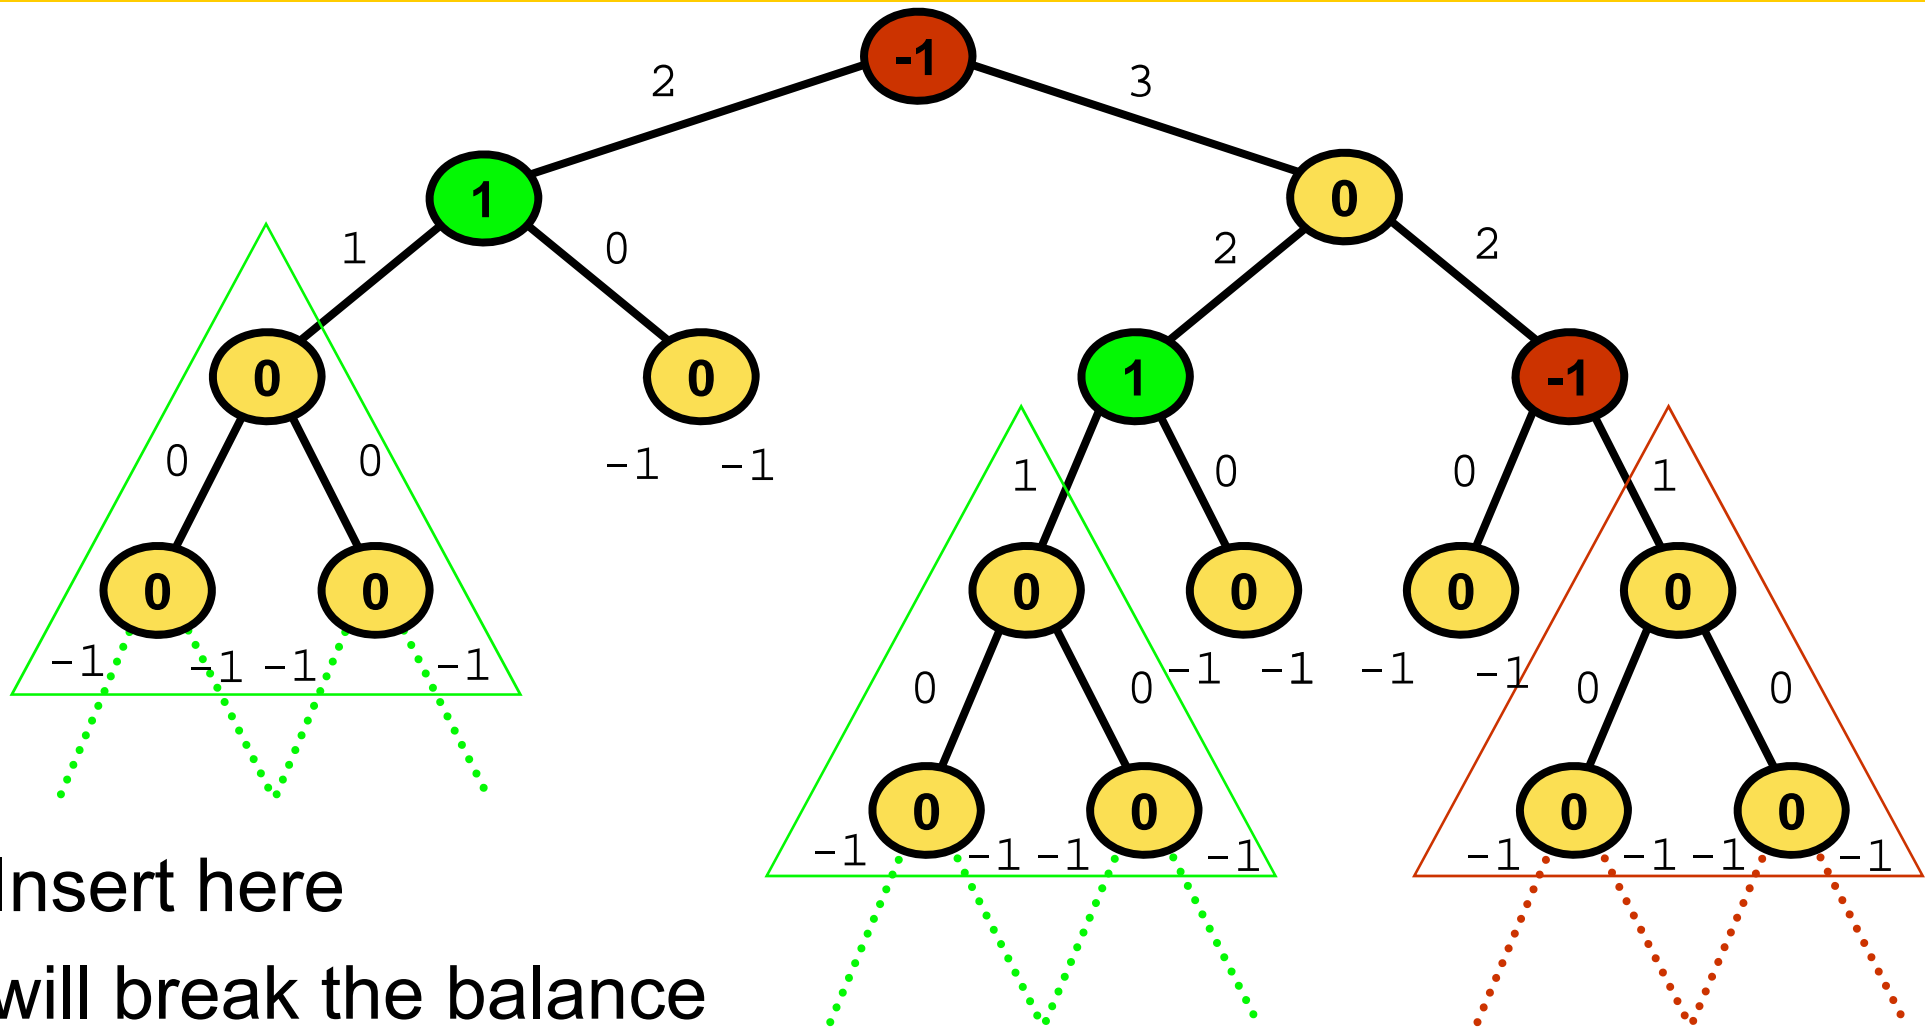 -1
2 3
1 0
1 0 2 2
0 0 1 -1
0 0 -1 -1 1 0 0 1
0 0 0 0 0 0
-1 -1 -1 -1 0 0 -1 -1 -1 -1 0 0
0 0 0 0
-1 -1 -1 -1 -1 -1 -1 -1
Insert here
will break the balance